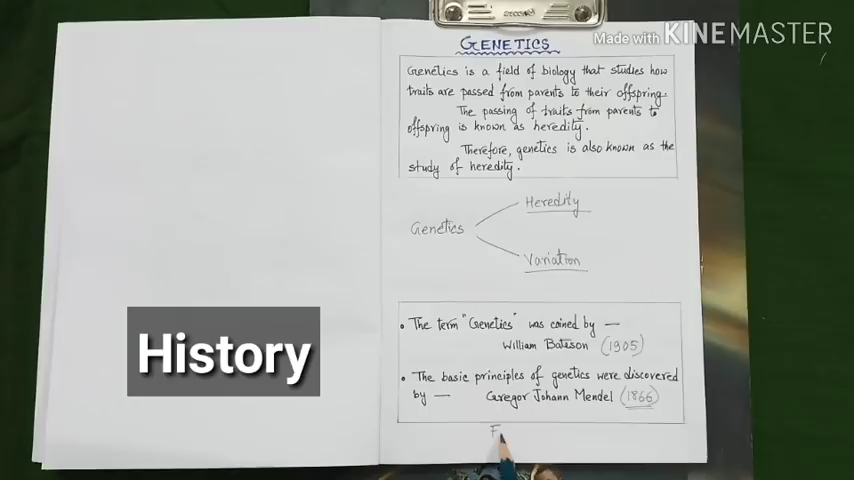 Made with KINEMASTER
GENETICS
Genetics is a field of biology that studies how
traits are passed from parents to their offspring.
The passing of traits from parents to
offspring is known as heredity.
Therefore, genetics is also known as the
study of heredity.
Heredity
Genetics
Variation
History
• The term "Genetics" was coined by —
William Bateson (1905)
• The basic principles of genetics were discovered
by — Gregor Johann Mendel (1866)
F